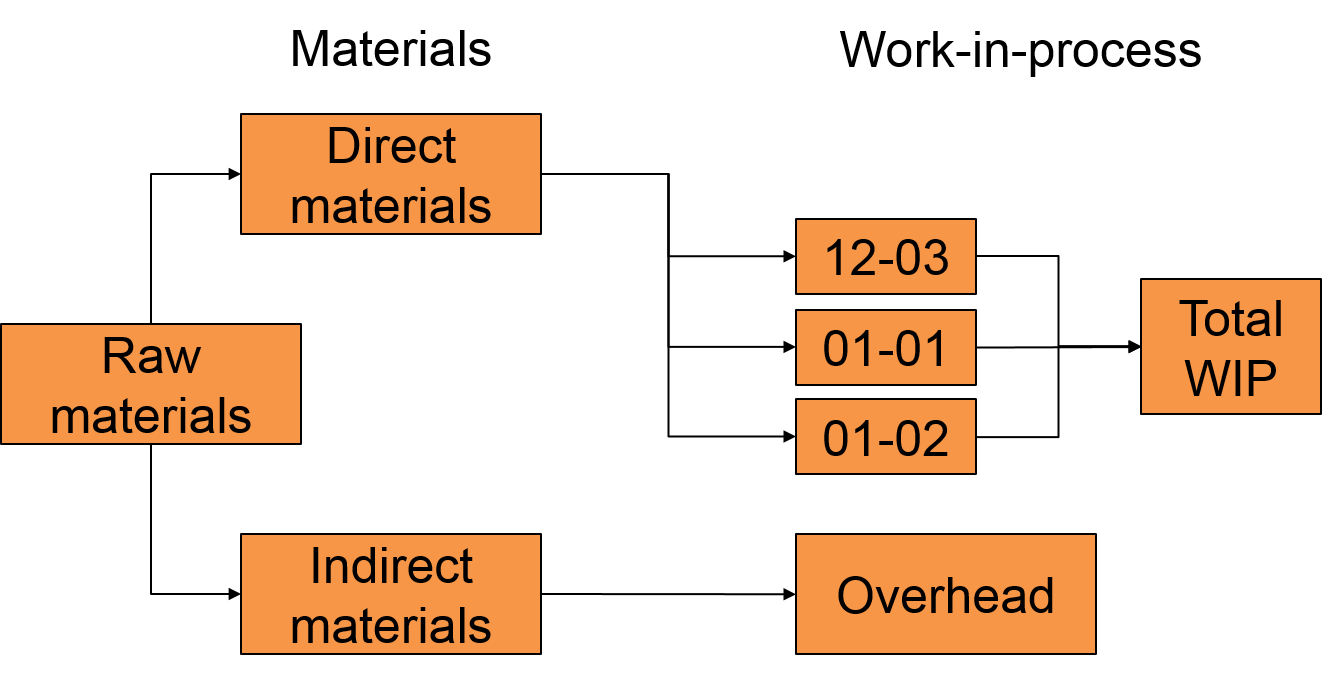 Materials
Work-in-process
Direct
materials
12-03
Total
WIP
01-01
Raw
materials
01-02
Indirect
materials
Overhead